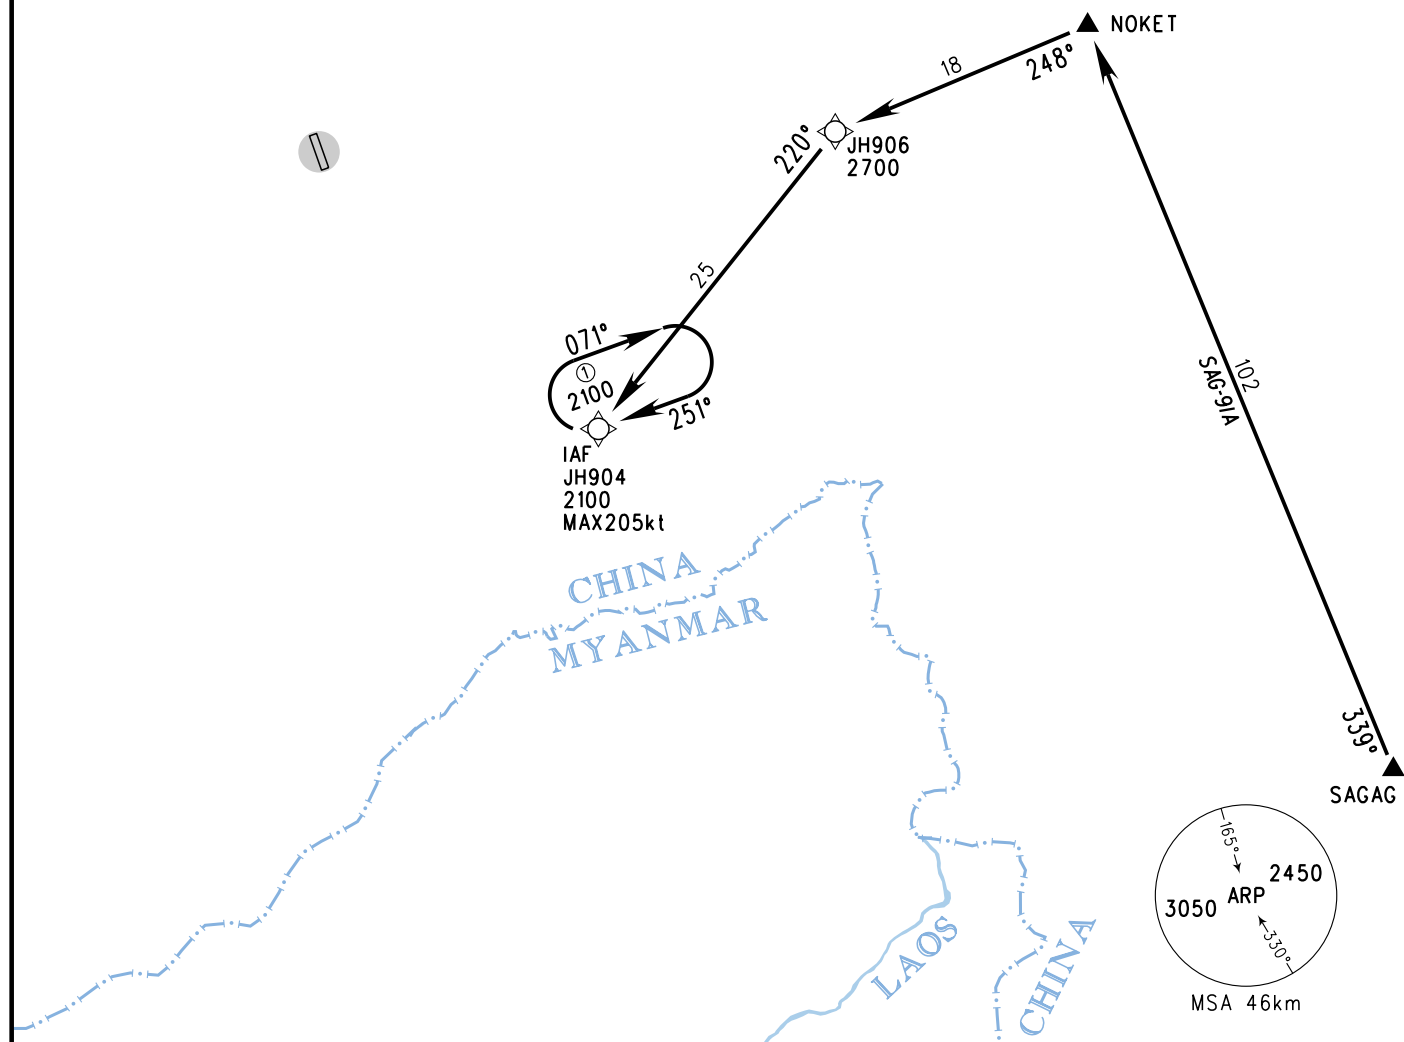 NOKET
248°
18
220°
JH906
2700
25
071°
①
2100
251°
IAF
JH904
2100
MAX205kt
102
SAG-91A
339°
SAGAG
CHINA
MYANMAR
LAOS
CHINA
165°
2450
ARP
3050
330°
MSA 46km